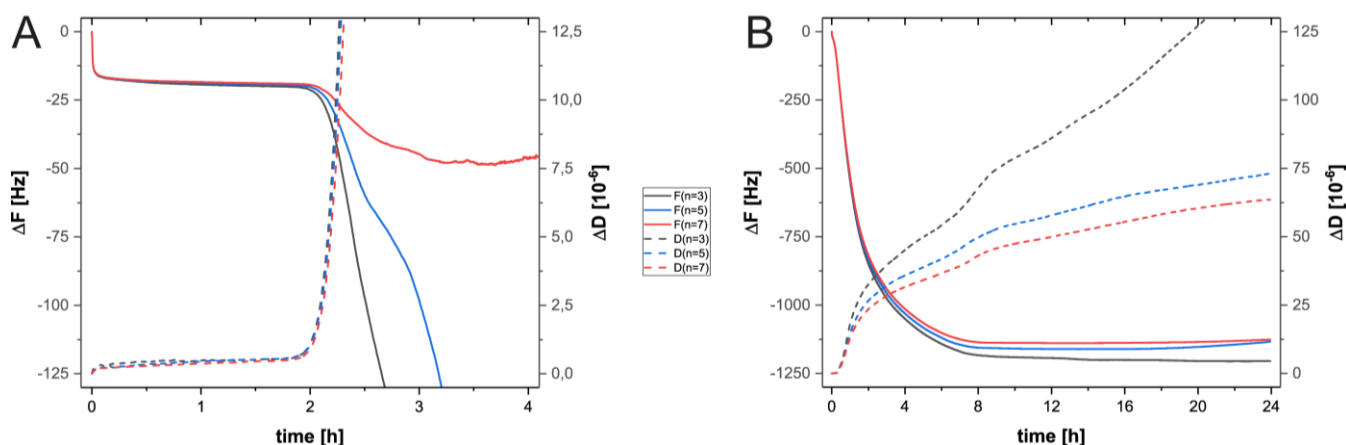 A
ΔF [Hz]
0
-25
-50
-75
-100
-125
12,5
10,0
7,5
5,0
2,5
0,0
ΔD [10-6]
0 1 2 3 4
time [h]
F(n=3)
F(n=5)
F(n=7)
D(n=3)
D(n=5)
D(n=7)
B
ΔF [Hz]
0
-250
-500
-750
-1000
-1250
125
100
75
50
25
0
ΔD [10-6]
0 4 8 12 16 20 24
time [h]